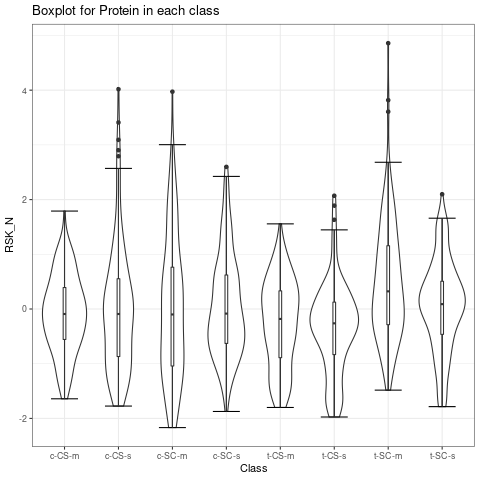 Boxplot for Protein in each class
RSK_N
4
2
0
-2
c-CS-m c-CS-s c-SC-m c-SC-s t-CS-m t-CS-s t-SC-m t-SC-s
Class